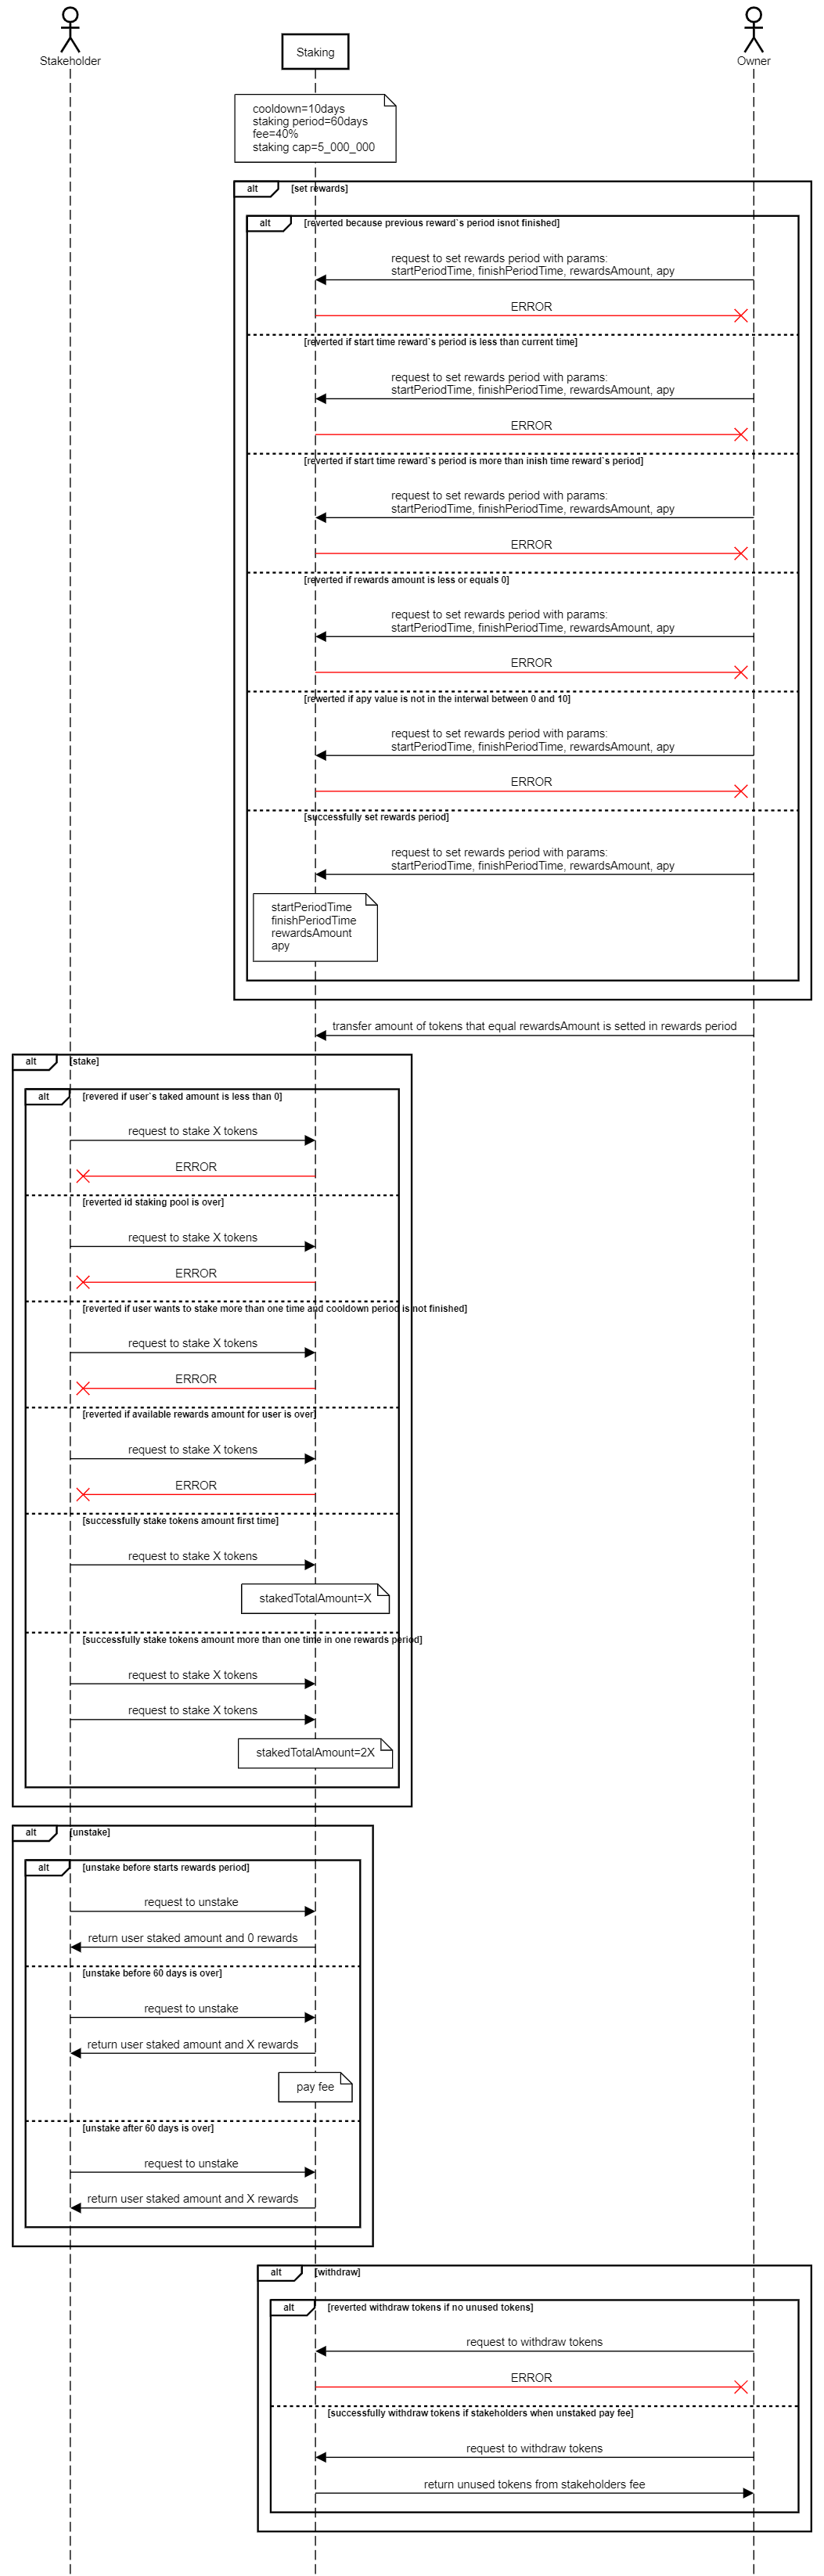 Stakeholder
Staking
Owner
cooldown=10days
staking period=60days
fee=40%
staking cap=5_000_000
alt
[set rewards]
alt
[reverted because previous reward`s period isnot finished]
request to set rewards period with params:
startPeriodTime, finishPeriodTime, rewardsAmount, apy
ERROR
[reverted if start time reward`s period is less than current time]
request to set rewards period with params:
startPeriodTime, finishPeriodTime, rewardsAmount, apy
ERROR
[reverted if start time reward`s period is more than inish time reward`s period]
request to set rewards period with params:
startPeriodTime, finishPeriodTime, rewardsAmount, apy
ERROR
[reverted if rewards amount is less or equals 0]
request to set rewards period with params:
startPeriodTime, finishPeriodTime, rewardsAmount, apy
ERROR
[rewerted if apy value is not in the interwal between 0 and 10]
request to set rewards period with params:
startPeriodTime, finishPeriodTime, rewardsAmount, apy
ERROR
[successfully set rewards period]
request to set rewards period with params:
startPeriodTime, finishPeriodTime, rewardsAmount, apy
startPeriodTime
finishPeriodTime
rewardsAmount
apy
transfer amount of tokens that equal rewardsAmount is setted in rewards period
alt
[stake]
alt
[revered if user`s taked amount is less than 0]
request to stake X tokens
ERROR
[reverted id staking pool is over]
request to stake X tokens
ERROR
[reverted if user wants to stake more than one time and cooldown period is not finished]
request to stake X tokens
ERROR
[reverted if available rewards amount for user is over]
request to stake X tokens
ERROR
[successfully stake tokens amount first time]
request to stake X tokens
stakedTotalAmount=X
[successfully stake tokens amount more than one time in one rewards period]
request to stake X tokens
request to stake X tokens
stakedTotalAmount=2X
alt
[unstake]
alt
[unstake before starts rewards period]
request to unstake
return user staked amount and 0 rewards
[unstake before 60 days is over]
request to unstake
return user staked amount and X rewards
pay fee
[unstake after 60 days is over]
request to unstake
return user staked amount and X rewards
alt
[withdraw]
alt
[reverted withdraw tokens if no unused tokens]
request to withdraw tokens
ERROR
[successfully withdraw tokens if stakeholders when unstaked pay fee]
request to withdraw tokens
return unused tokens from stakeholders fee